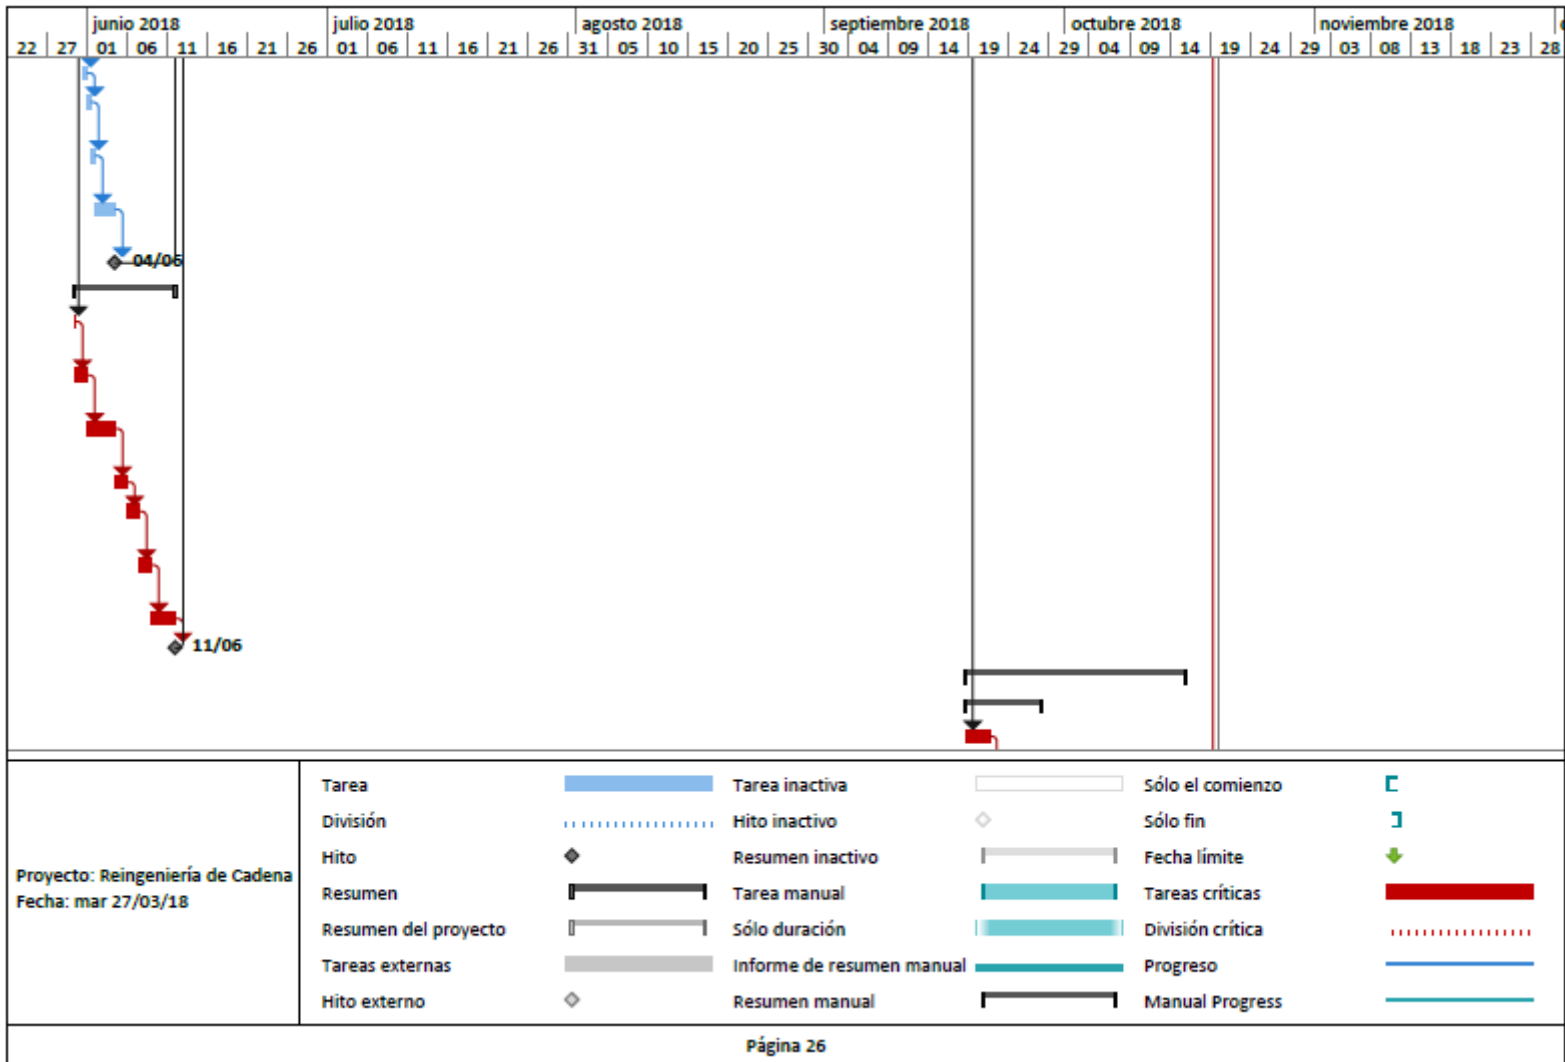 junio 2018 julio 2018 agosto 2018 septiembre 2018 octubre 2018 noviembre 2018
22 27 01 06 11 16 21 26 01 06 11 16 21 26 31 05 10 15 20 25 30 04 09 14 19 24 29 04 09 14 19 24 29 03 08 13 18 23 28
04/06
11/06
Proyecto: Reingeniería de Cadena
Fecha: mar 27/03/18
Tarea
División
Hito
Resumen
Resumen del proyecto
Tareas externas
Hito externo
Tarea inactiva
Hito inactivo
Resumen inactivo
Tarea manual
Sólo duración
Informe de resumen manual
Resumen manual
Sólo el comienzo
Sólo fin
Fecha límite
Tareas críticas
División crítica
Progreso
Manual Progress
Página 26